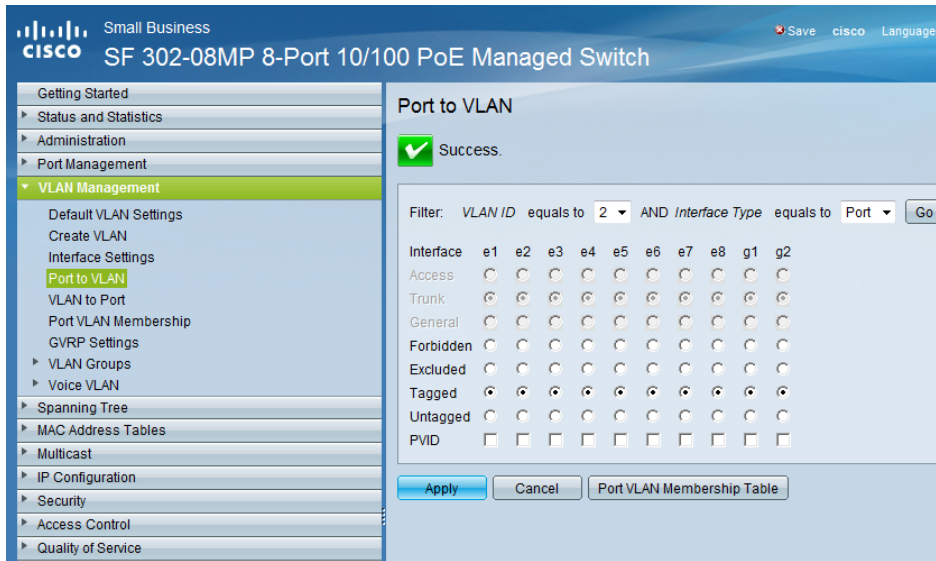 Small Business
cisco SF 302-08MP 8-Port 10/100 PoE Managed Switch
Save cisco Language
Getting Started
Status and Statistics
Administration
Port Management
VLAN Management
Default VLAN Settings
Create VLAN
Interface Settings
Port to VLAN
VLAN to Port
Port VLAN Membership
GVRP Settings
VLAN Groups
Voice VLAN
Spanning Tree
MAC Address Tables
Multicast
IP Configuration
Security
Access Control
Quality of Service
Port to VLAN
Success.
Filter: VLAN ID equals to 2 AND Interface Type equals to Port Go
Interface e1 e2 e3 e4 e5 e6 e7 e8 g1 g2
Access
Trunk
General
Forbidden
Excluded
Tagged
Untagged
PVID
Apply Cancel Port VLAN Membership Table